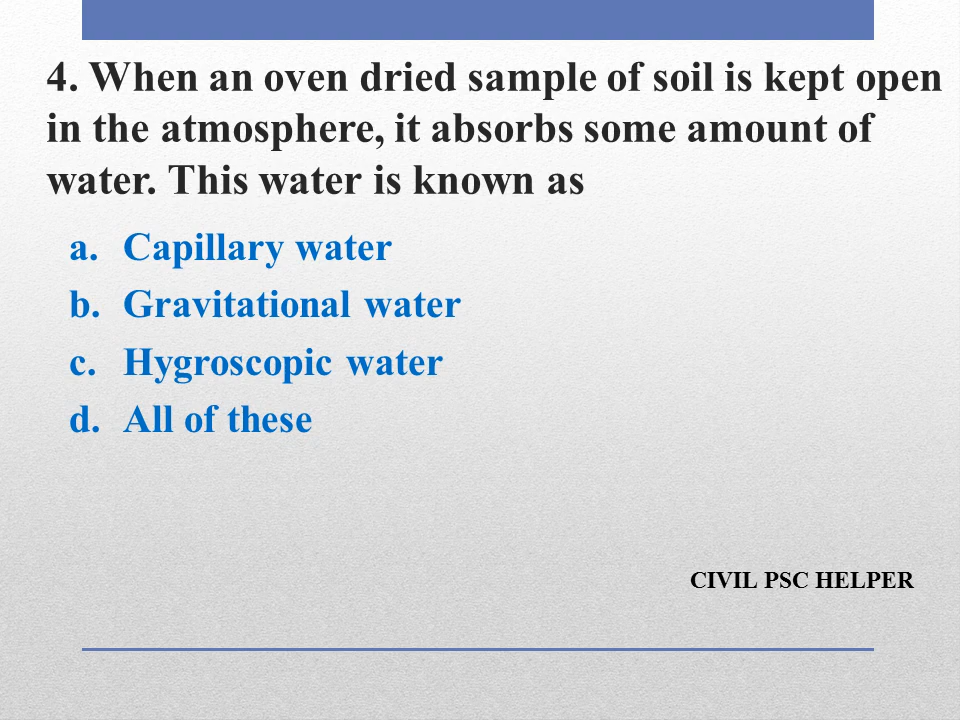 4. When an oven dried sample of soil is kept open
in the atmosphere, it absorbs some amount of
water. This water is known as
a. Capillary water
b. Gravitational water
c. Hygroscopic water
d. All of these
CIVIL PSC HELPER